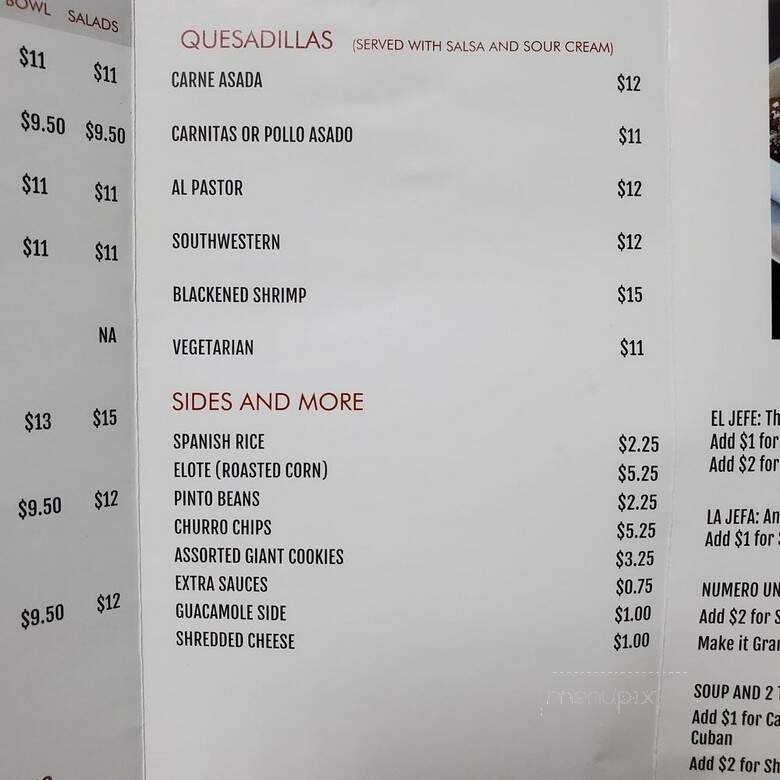 BOWL SALADS
$11 $11
$9.50 $9.50
$11 $11
$11 $11
NA
$13 $15
$9.50 $12
$9.50 $12
QUESADILLAS (SERVED WITH SALSA AND SOUR CREAM)
CARNE ASADA $12
CARNITAS OR POLLO ASADO $11
AL PASTOR $12
SOUTHWESTERN $12
BLACKENED SHRIMP $15
VEGETARIAN $11
SIDES AND MORE
SPANISH RICE $2.25
ELOTE (ROASTED CORN) $5.25
PINTO BEANS $2.25
CHURRO CHIPS $5.25
ASSORTED GIANT COOKIES $3.25
EXTRA SAUCES $0.75
GUACAMOLE SIDE $1.00
SHREDDED CHEESE $1.00
menupix
EL JEFE: Th
Add $1 for
Add $2 for
LA JEFA: An
Add $1 for
NUMERO UN
Add $2 for S
Make it Gra
SOUP AND 2
Add $1 for Ca
Cuban
Add $2 for Sh